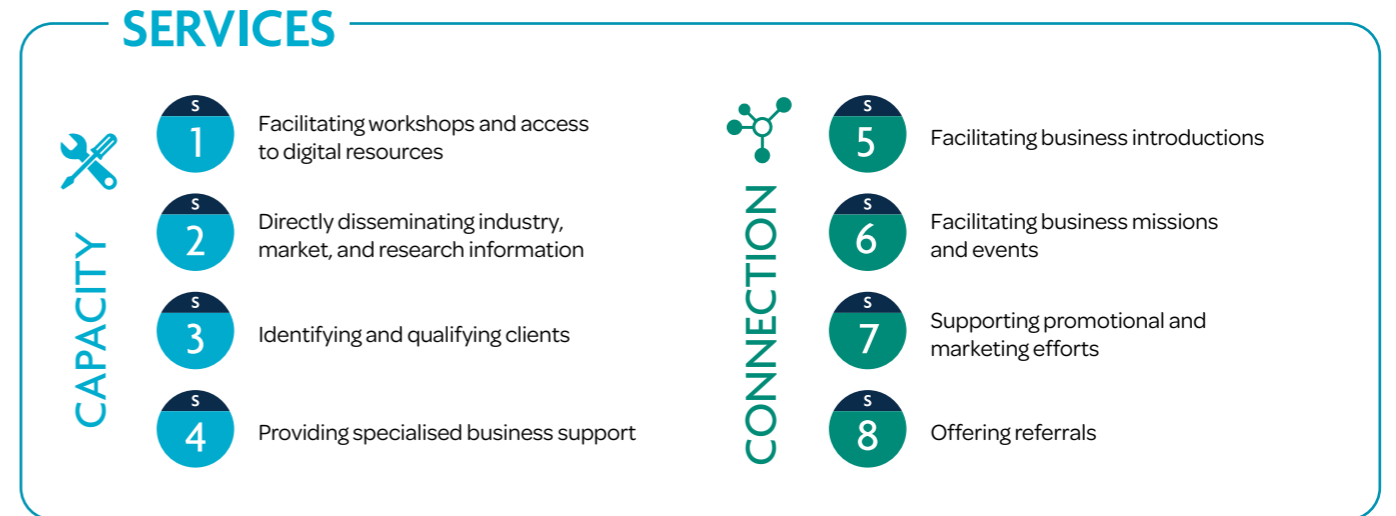 SERVICES
CAPACITY
S
1
Facilitating workshops and access
to digital resources
S
2
Directly disseminating industry,
market, and research information
S
3
Identifying and qualifying clients
S
4
Providing specialised business support
CONNECTION
S
5
Facilitating business introductions
S
6
Facilitating business missions
and events
S
7
Supporting promotional and
marketing efforts
S
8
Offering referrals